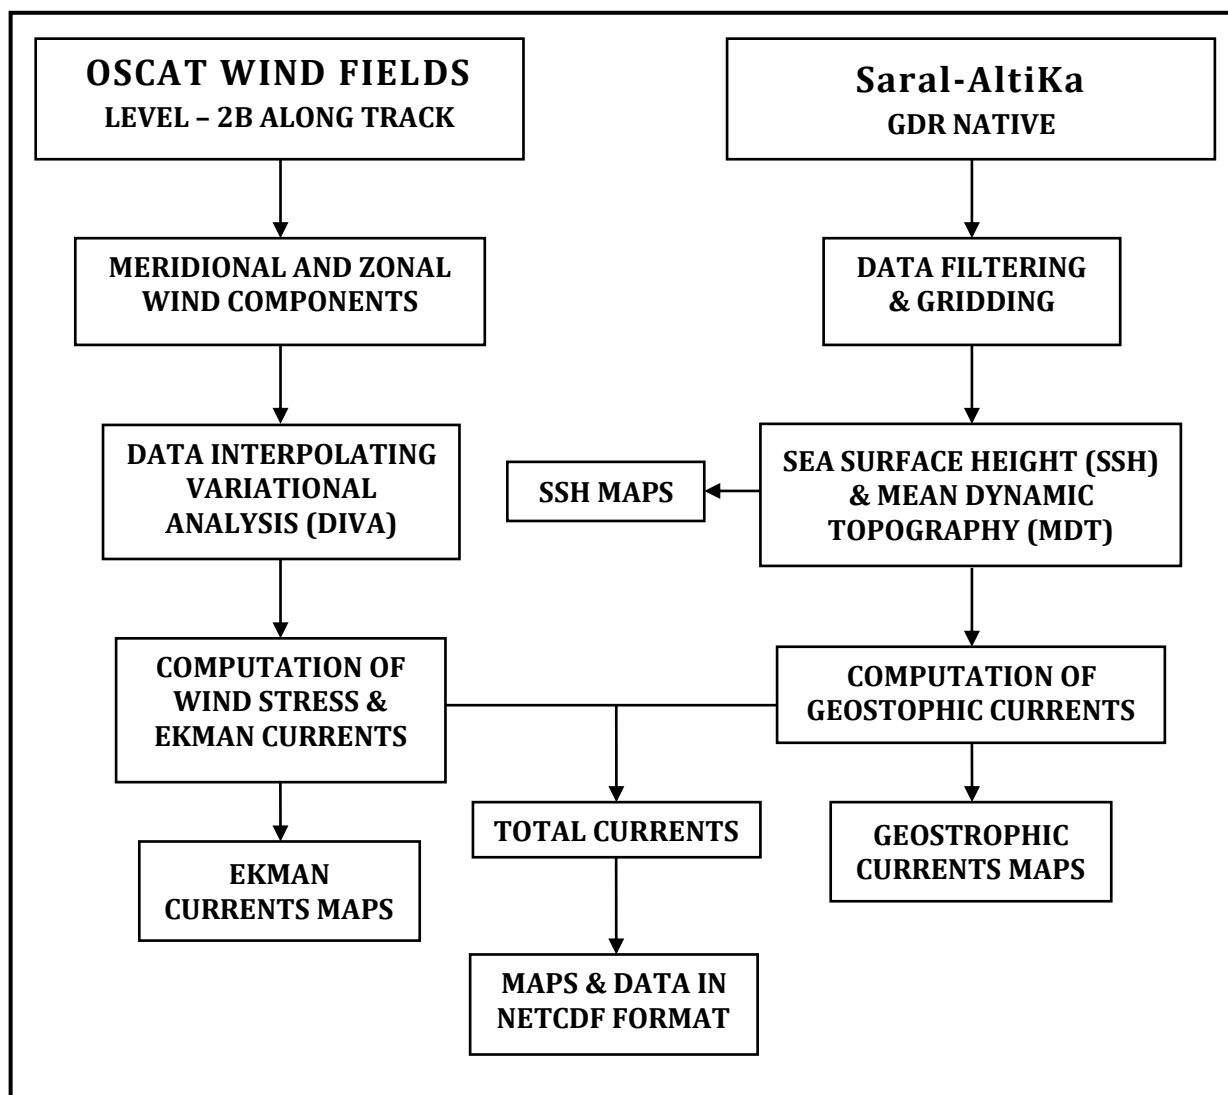 OSCAT WIND FIELDS
LEVEL – 2B ALONG TRACK
Saral-AltiKa
GDR NATIVE
MERIDIONAL AND ZONAL
WIND COMPONENTS
DATA FILTERING
& GRIDDING
DATA INTERPOLATING
VARIATIONAL
ANALYSIS (DIVA)
SSH MAPS
SEA SURFACE HEIGHT (SSH)
& MEAN DYNAMIC
TOPOGRAPHY (MDT)
COMPUTATION OF
WIND STRESS &
EKMAN CURRENTS
COMPUTATION OF
GEOSTOPHIC CURRENTS
TOTAL CURRENTS
EKMAN
CURRENTS MAPS
GEOSTROPHIC
CURRENTS MAPS
MAPS & DATA IN
NETCDF FORMAT